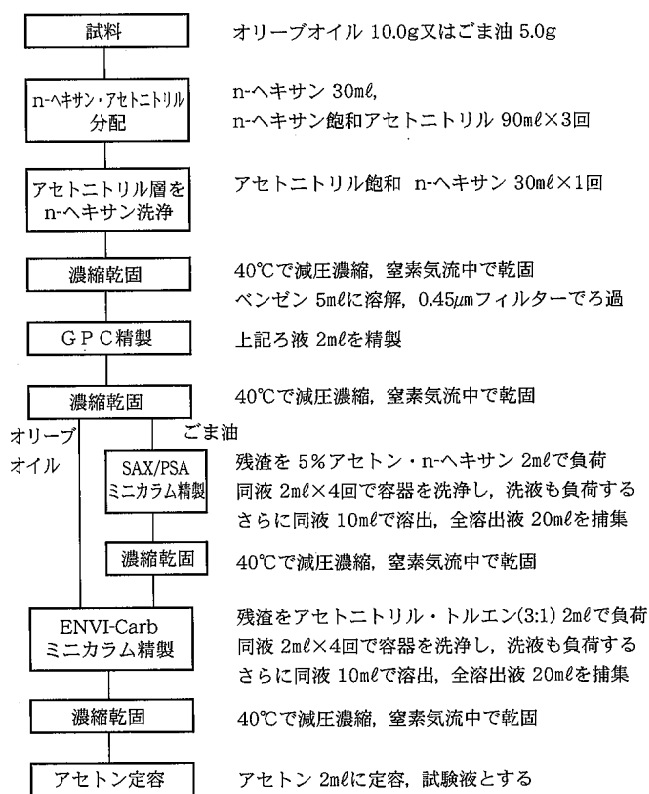 試料
オリーブオイル 10.0g又はごま油 5.0g
n-ヘキサン・アセトニトリル
分配
n-ヘキサン 30mℓ,
n-ヘキサン飽和アセトニトリル 90mℓ×3回
アセトニトリル層を
n-ヘキサン洗浄
アセトニトリル飽和 n-ヘキサン 30mℓ×1回
濃縮乾固
40℃で減圧濃縮,窒素気流中で乾固
ベンゼン 5mℓに溶解,0.45μmフィルターでろ過
GPC精製
上記ろ液 2mℓを精製
濃縮乾固
40℃で減圧濃縮,窒素気流中で乾固
オリーブ
オイル
ごま油
SAX/PSA
ミニカラム精製
残渣を 5%アセトン・n-ヘキサン 2mℓで負荷
同液 2mℓ×4回で容器を洗浄し,洗液も負荷する
さらに同液 10mℓで溶出,全溶出液 20mℓを捕集
濃縮乾固
40℃で減圧濃縮,窒素気流中で乾固
ENVI-Carb
ミニカラム精製
残渣をアセトニトリル・トルエン(3:1) 2mℓで負荷
同液 2mℓ×4回で容器を洗浄し,洗液も負荷する
さらに同液 10mℓで溶出,全溶出液 20mℓを捕集
濃縮乾固
40℃で減圧濃縮,窒素気流中で乾固
アセトン定容
アセトン 2mℓに定容,試験液とする